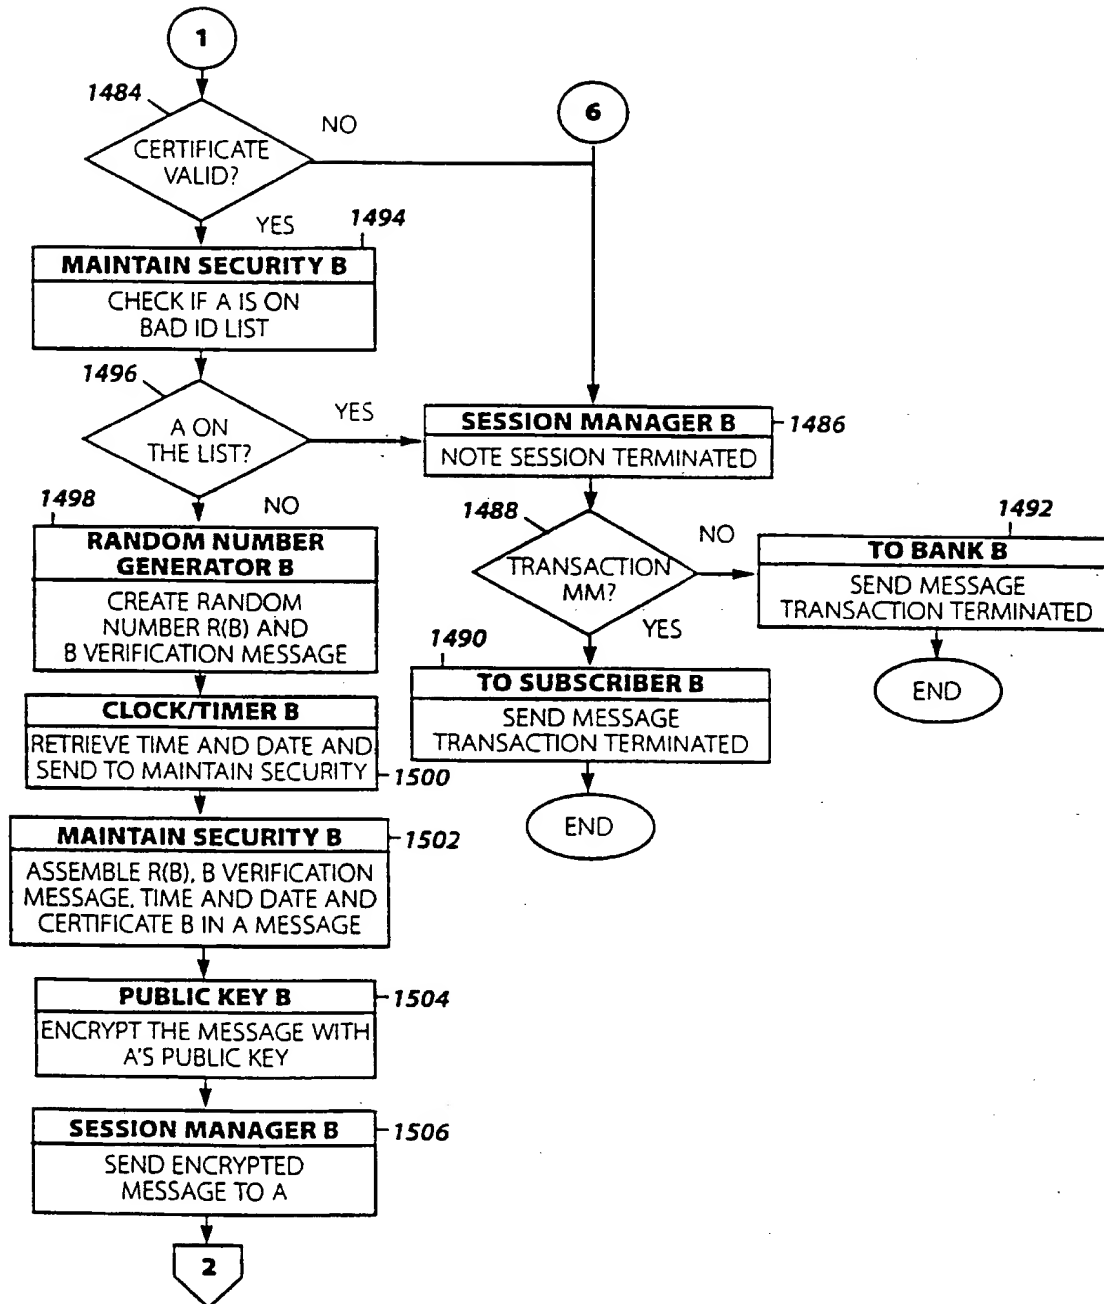 1
1484
NO
CERTIFICATE
VALID?
6
YES
1494
MAINTAIN SECURITY B
CHECK IF A IS ON
BAD ID LIST
1496
A ON
THE LIST?
YES
SESSION MANAGER B
1486
NOTE SESSION TERMINATED
NO
1498
RANDOM NUMBER
GENERATOR B
CREATE RANDOM
NUMBER R(B) AND
B VERIFICATION MESSAGE
1488
TRANSACTION
MM?
NO
1492
TO BANK B
SEND MESSAGE
TRANSACTION TERMINATED
END
YES
1490
TO SUBSCRIBER B
SEND MESSAGE
TRANSACTION TERMINATED
END
CLOCK/TIMER B
RETRIEVE TIME AND DATE AND
SEND TO MAINTAIN SECURITY
1500
MAINTAIN SECURITY B
1502
ASSEMBLE R(B), B VERIFICATION
MESSAGE, TIME AND DATE AND
CERTIFICATE B IN A MESSAGE
PUBLIC KEY B
1504
ENCRYPT THE MESSAGE WITH
A'S PUBLIC KEY
SESSION MANAGER B
1506
SEND ENCRYPTED
MESSAGE TO A
2